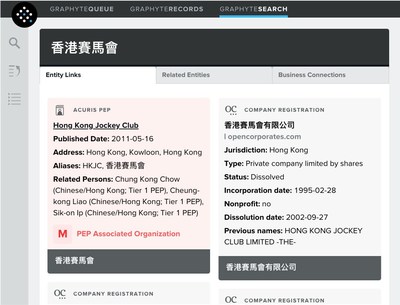 GRAPHYTEQUEUE GRAPHYTERECORDS GRAPHYTESEARCH
香港賽馬會
Entity Links Related Entities Business Connections
ACURIS PEP
Hong Kong Jockey Club
Published Date: 2011-05-16
Address: Hong Kong, Kowloon, Hong Kong
Aliases: HKJC, 香港賽馬會
Related Persons: Chung Kong Chow
(Chinese/Hong Kong; Tier 1 PEP), Cheung-
kong Liao (Chinese/Hong Kong; Tier 1 PEP),
Sik-on Ip (Chinese/Hong Kong; Tier 1 PEP)
M PEP Associated Organization
香港賽馬會
OC COMPANY REGISTRATION
香港賽馬會有限公司
| opencorporates.com
Jurisdiction: Hong Kong
Type: Private company limited by shares
Status: Dissolved
Incorporation date: 1995-02-28
Nonprofit: no
Dissolution date: 2002-09-27
Previous names: HONG KONG JOCKEY
CLUB LIMITED -THE-
香港賽馬會有限公司
OC COMPANY REGISTRATION
OC COMPANY REGISTRATION